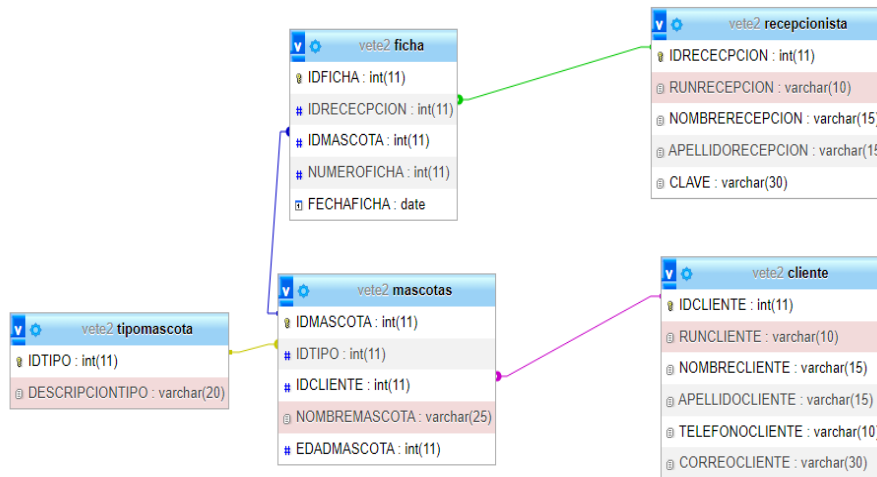 vete2 ficha
IDFICHA : int(11)
IDRECECPCION : int(11)
IDMASCOTA : int(11)
NUMEROFICHA : int(11)
FECHAFICHA : date
vete2 recepcionista
IDRECECPCION : int(11)
RUNRECEPCION : varchar(10)
NOMBRERECEPCION : varchar(15)
APELLIDORECEPCION : varchar(15
CLAVE : varchar(30)
vete2 tipomascota
IDTIPO : int(11)
DESCRIPCIONTIPO : varchar(20)
vete2 mascotas
IDMASCOTA : int(11)
IDTIPO : int(11)
IDCLIENTE : int(11)
NOMBREMASCOTA : varchar(25)
EDADMASCOTA : int(11)
vete2 cliente
IDCLIENTE : int(11)
RUNCLIENTE : varchar(10)
NOMBRECLIENTE : varchar(15)
APELLIDOCLIENTE : varchar(15)
TELEFONOCLIENTE : varchar(10)
CORREOCLIENTE : varchar(30)